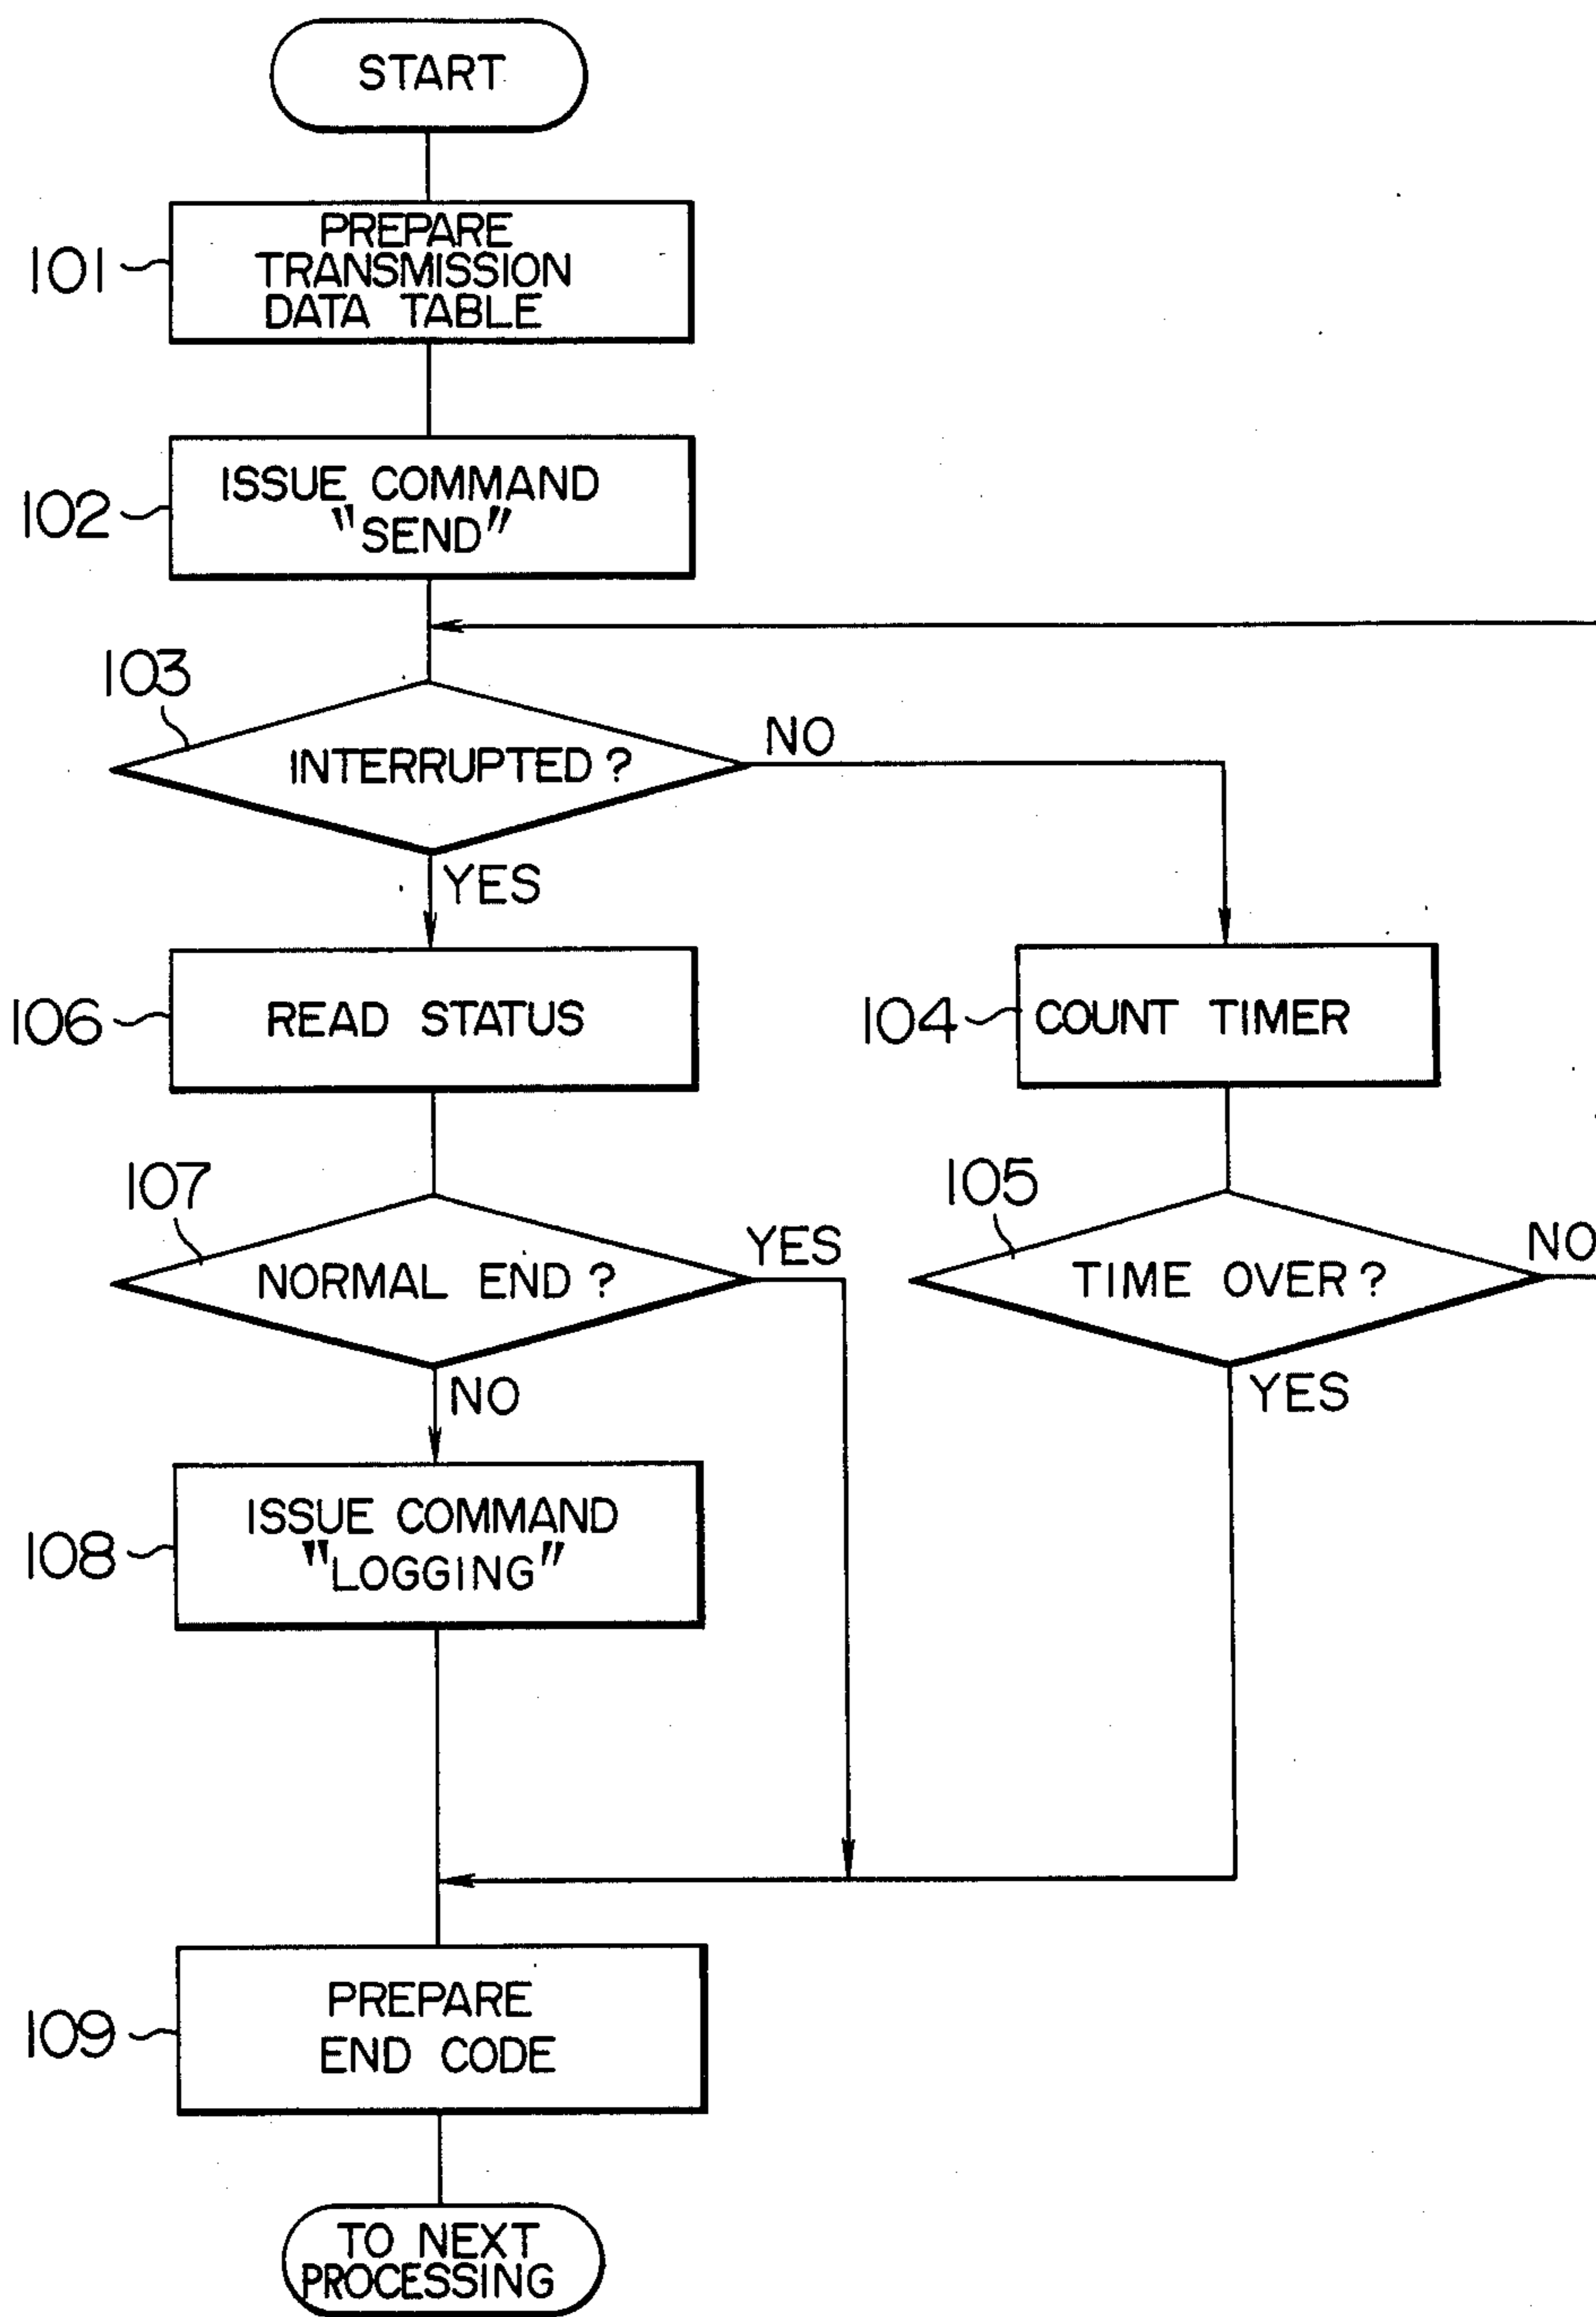 START
101
PREPARE
TRANSMISSION
DATA TABLE
102
ISSUE COMMAND
"SEND"
103
INTERRUPTED ?
NO
YES
106
READ STATUS
104
COUNT TIMER
107
NORMAL END ?
YES
105
TIME OVER ?
NO
NO
YES
108
ISSUE COMMAND
"LOGGING"
109
PREPARE
END CODE
TO NEXT
PROCESSING